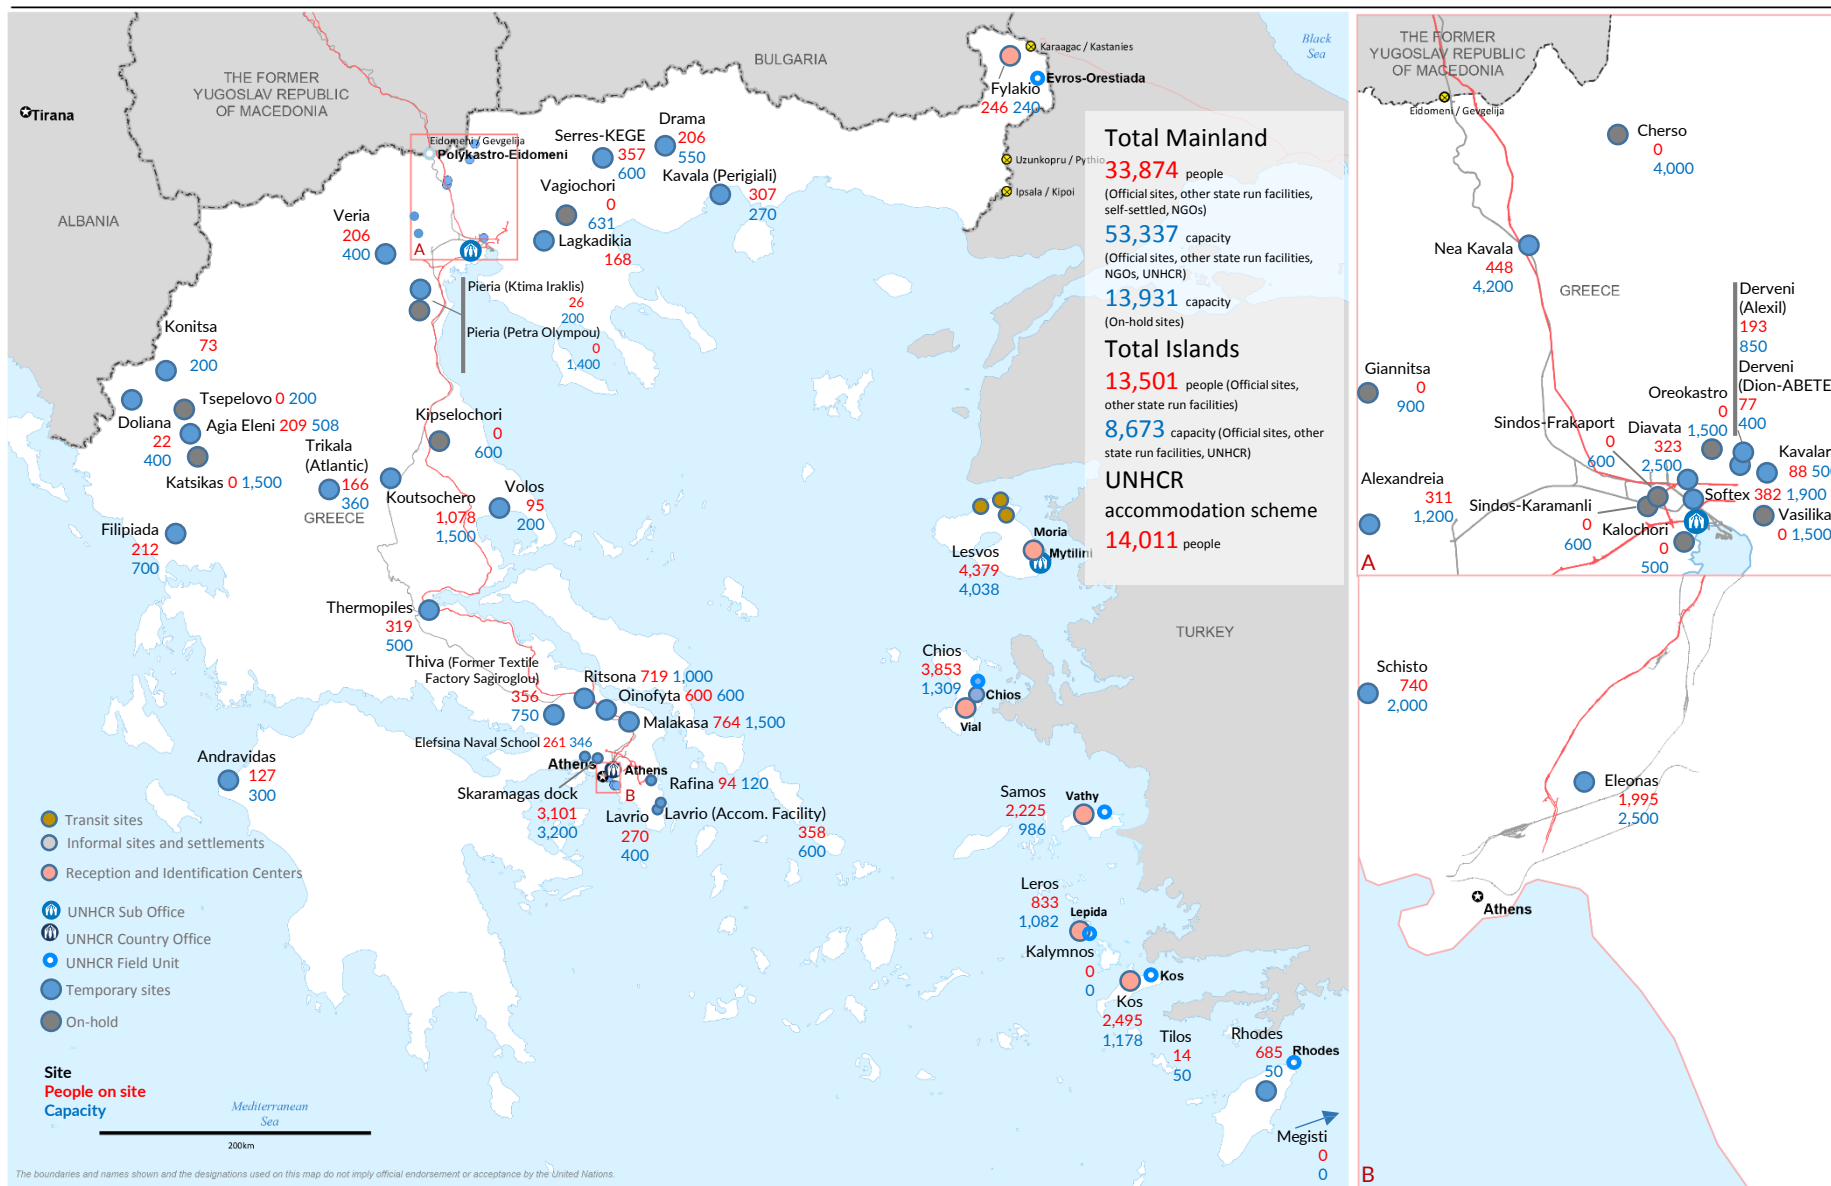 THE FORMER
YUGOSLAV REPUBLIC
OF MACEDONIA
BULGARIA
Black
Sea
Karaagac / Kastanies
Evros-Orestiada
Fylakio
246 240
Tirana
ALBANIA
Eidomeni / Gevgelija
Polykastro-Eidomeni
Serres-KEGE
357
600
Drama
206
550
Kavala (Perigiali)
307
270
Vagiochori
0
631
Lagkadikia
168
Uzunkopru / Pythio
Ipsala / Kipoi
Veria
206
400
A
Pieria (Ktima Iraklis)
26
200
Pieria (Petra Olympou)
0
1,400
Konitsa
73
200
Tsepelovo 0 200
Doliana
22
400
Agia Eleni 209 508
Katsikas 0 1,500
Trikala
(Atlantic)
166
360
GREECE
Kipselochori
0
600
Koutsochero
1,078
1,500
Volos
95
200
Filipiada
212
700
Thermopiles
319
500
Thiva (Former Textile
Factory Sagiroglou)
356
750
Ritsona 719 1,000
Oinofyta 600 600
Malakasa 764 1,500
Elefsina Naval School 261 346
Athens
Athens
B
Rafina 94 120
Skaramagas dock
3,101
3,200
Lavrio
270
400
Lavrio (Accom. Facility)
358
600
Andravidas
127
300
Total Mainland
33,874 people
(Official sites, other state run facilities,
self-settled, NGOs)
53,337 capacity
(Official sites, other state run facilities,
NGOs, UNHCR)
13,931 capacity
(On-hold sites)
Total Islands
13,501 people (Official sites,
other state run facilities)
8,673 capacity (Official sites, other
state run facilities, UNHCR)
UNHCR
accommodation scheme
14,011 people
Moria
Mytilini
Lesvos
4,379
4,038
TURKEY
Chios
3,853
1,309
Chios
Vial
Samos
2,225
986
Vathy
Leros
833
1,082
Lepida
Kalymnos
0
0
Kos
Kos
2,495
1,178
Tilos
14
50
Rhodes
685
50
Rhodes
Megisti
0
0
Transit sites
Informal sites and settlements
Reception and Identification Centers
UNHCR Sub Office
UNHCR Country Office
UNHCR Field Unit
Temporary sites
On-hold
Site
People on site
Capacity
Mediterranean
Sea
200km
The boundaries and names shown and the designations used on this map do not imply official endorsement or acceptance by the United Nations.
THE FORMER
YUGOSLAV REPUBLIC
OF MACEDONIA
Eidomeni / Gevgelija
Cherso
0
4,000
Nea Kavala
448
4,200
GREECE
Derveni
(Alexil)
193
850
Derveni
(Dion-ABETE
77
400
Giannitsa
0
900
Oreokastro
0
1,500
Sindos-Frakaport
0
600
Diavata
323
2,500
Kavalar
88 50
Alexandreia
311
1,200
Softex 382 1,900
Sindos-Karamanli
0
600
Vasilika
0 1,500
Kalochori
0
500
A
Schisto
740
2,000
Eleonas
1,995
2,500
Athens
B